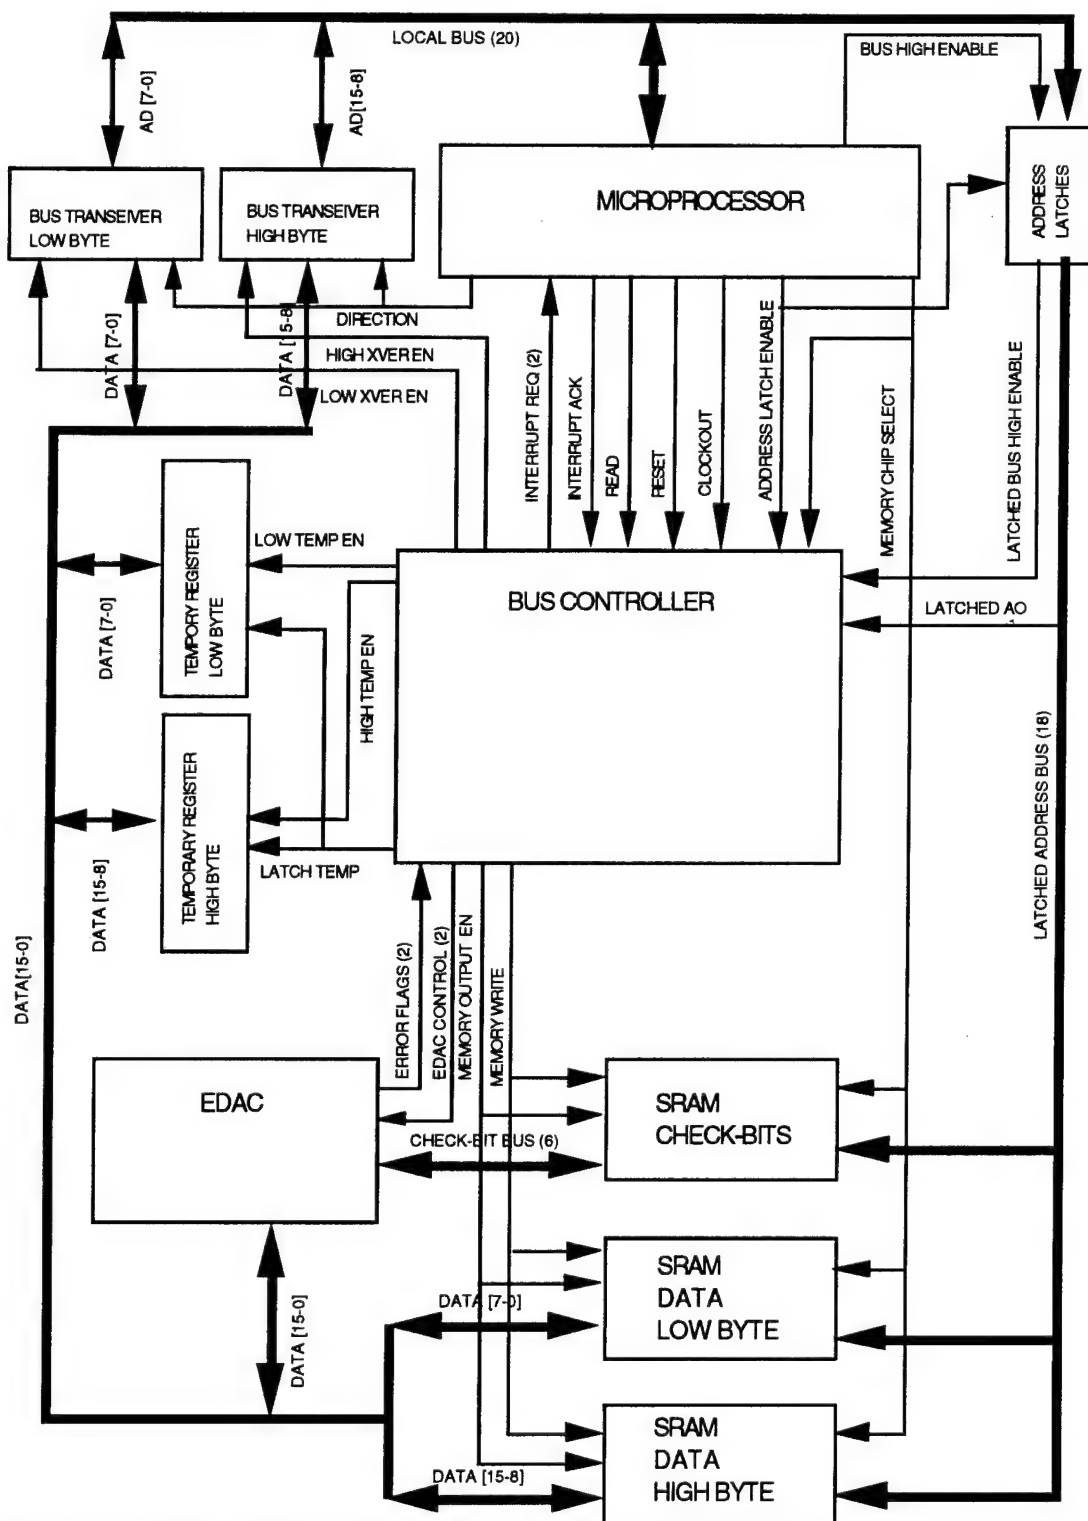 LOCAL BUS (20)
BUS HIGH ENABLE
AD [7-0]
AD[15-8]
BUS TRANSEIVER
LOW BYTE
BUS TRANSEIVER
HIGH BYTE
MICROPROCESSOR
ADDRESS
LATCHES
DIRECTION
HIGH XVER EN
LOW XVER EN
DATA [7-0]
DATA [15-8]
INTERRUPT REQ (2)
INTERRUPT ACK
READ
RESET
CLOCKOUT
ADDRESS LATCH ENABLE
MEMORY CHIP SELECT
LATCHED BUS HIGH ENABLE
TEMPORY REGISTER
LOW BYTE
LOW TEMP EN
DATA [7-0]
BUS CONTROLLER
LATCHED AO
HIGH TEMP EN
TEMPORARY REGISTER
HIGH BYTE
LATCH TEMP
DATA [15-8]
LATCHED ADDRESS BUS (18)
DATA[15-0]
ERROR FLAGS (2)
EDAC CONTROL (2)
MEMORY OUTPUT EN
MEMORY WRITE
EDAC
SRAM
CHECK-BITS
CHECK-BIT BUS (6)
SRAM
DATA
LOW BYTE
DATA [7-0]
DATA [15-0]
SRAM
DATA
HIGH BYTE
DATA [15-8]